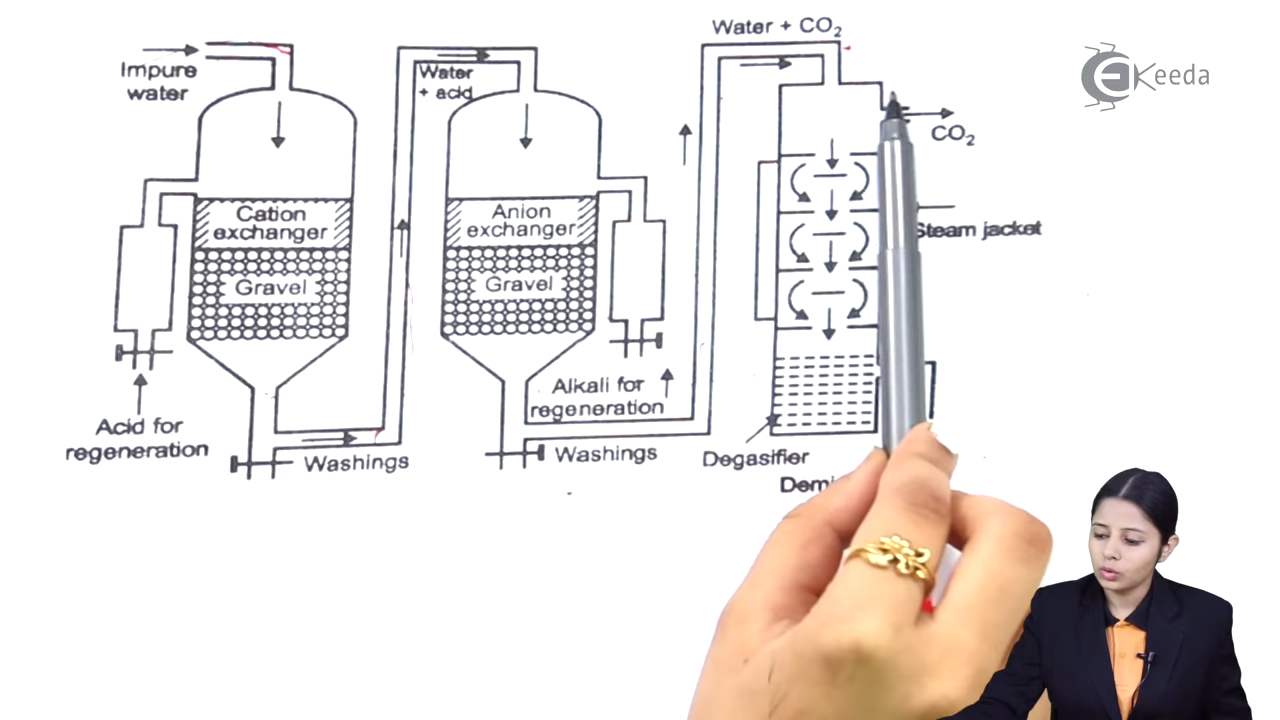 Water + CO2
Impure
water
Water
+ acid
Keeda
CO2
Cation
exchanger
Anion
exchanger
Steam jacket
Gravel
Gravel
Alkali for
regeneration
Acid for
regeneration
Washings
Washings
Degasifier